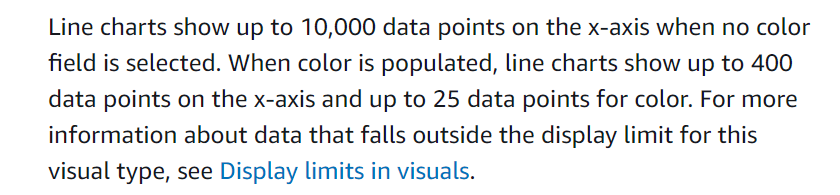 Line charts show up to 10,000 data points on the x-axis when no color
field is selected. When color is populated, line charts show up to 400
data points on the x-axis and up to 25 data points for color. For more
information about data that falls outside the display limit for this
visual type, see Display limits in visuals.